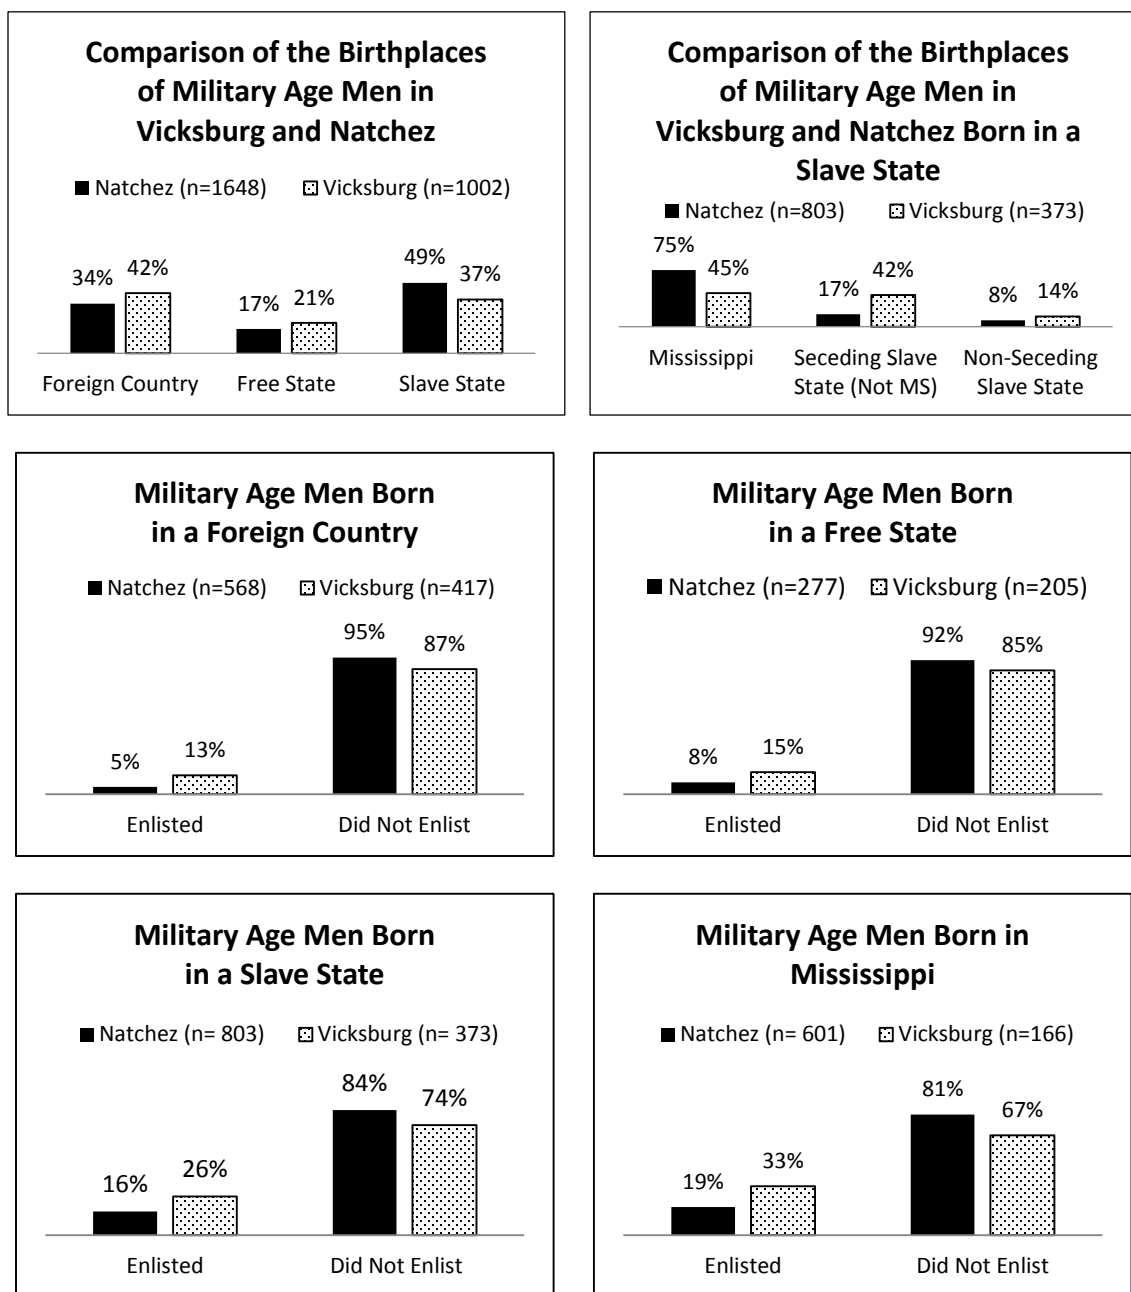 Comparison of the Birthplaces
of Military Age Men in
Vicksburg and Natchez
Natchez (n=1648) Vicksburg (n=1002)
34% 42% 17% 21% 49% 37%
Foreign Country Free State Slave State
Comparison of the Birthplaces
of Military Age Men in
Vicksburg and Natchez Born in a
Slave State
Natchez (n=803) Vicksburg (n=373)
75% 45% 17% 42% 8% 14%
Mississippi Seceding Slave Non-Seceding
State (Not MS) Slave State
Military Age Men Born
in a Foreign Country
Natchez (n=568) Vicksburg (n=417)
5% 13% 95% 87%
Enlisted Did Not Enlist
Military Age Men Born
in a Free State
Natchez (n=277) Vicksburg (n=205)
8% 15% 92% 85%
Enlisted Did Not Enlist
Military Age Men Born
in a Slave State
Natchez (n= 803) Vicksburg (n= 373)
16% 26% 84% 74%
Enlisted Did Not Enlist
Military Age Men Born in
Mississippi
Natchez (n= 601) Vicksburg (n=166)
19% 33% 81% 67%
Enlisted Did Not Enlist